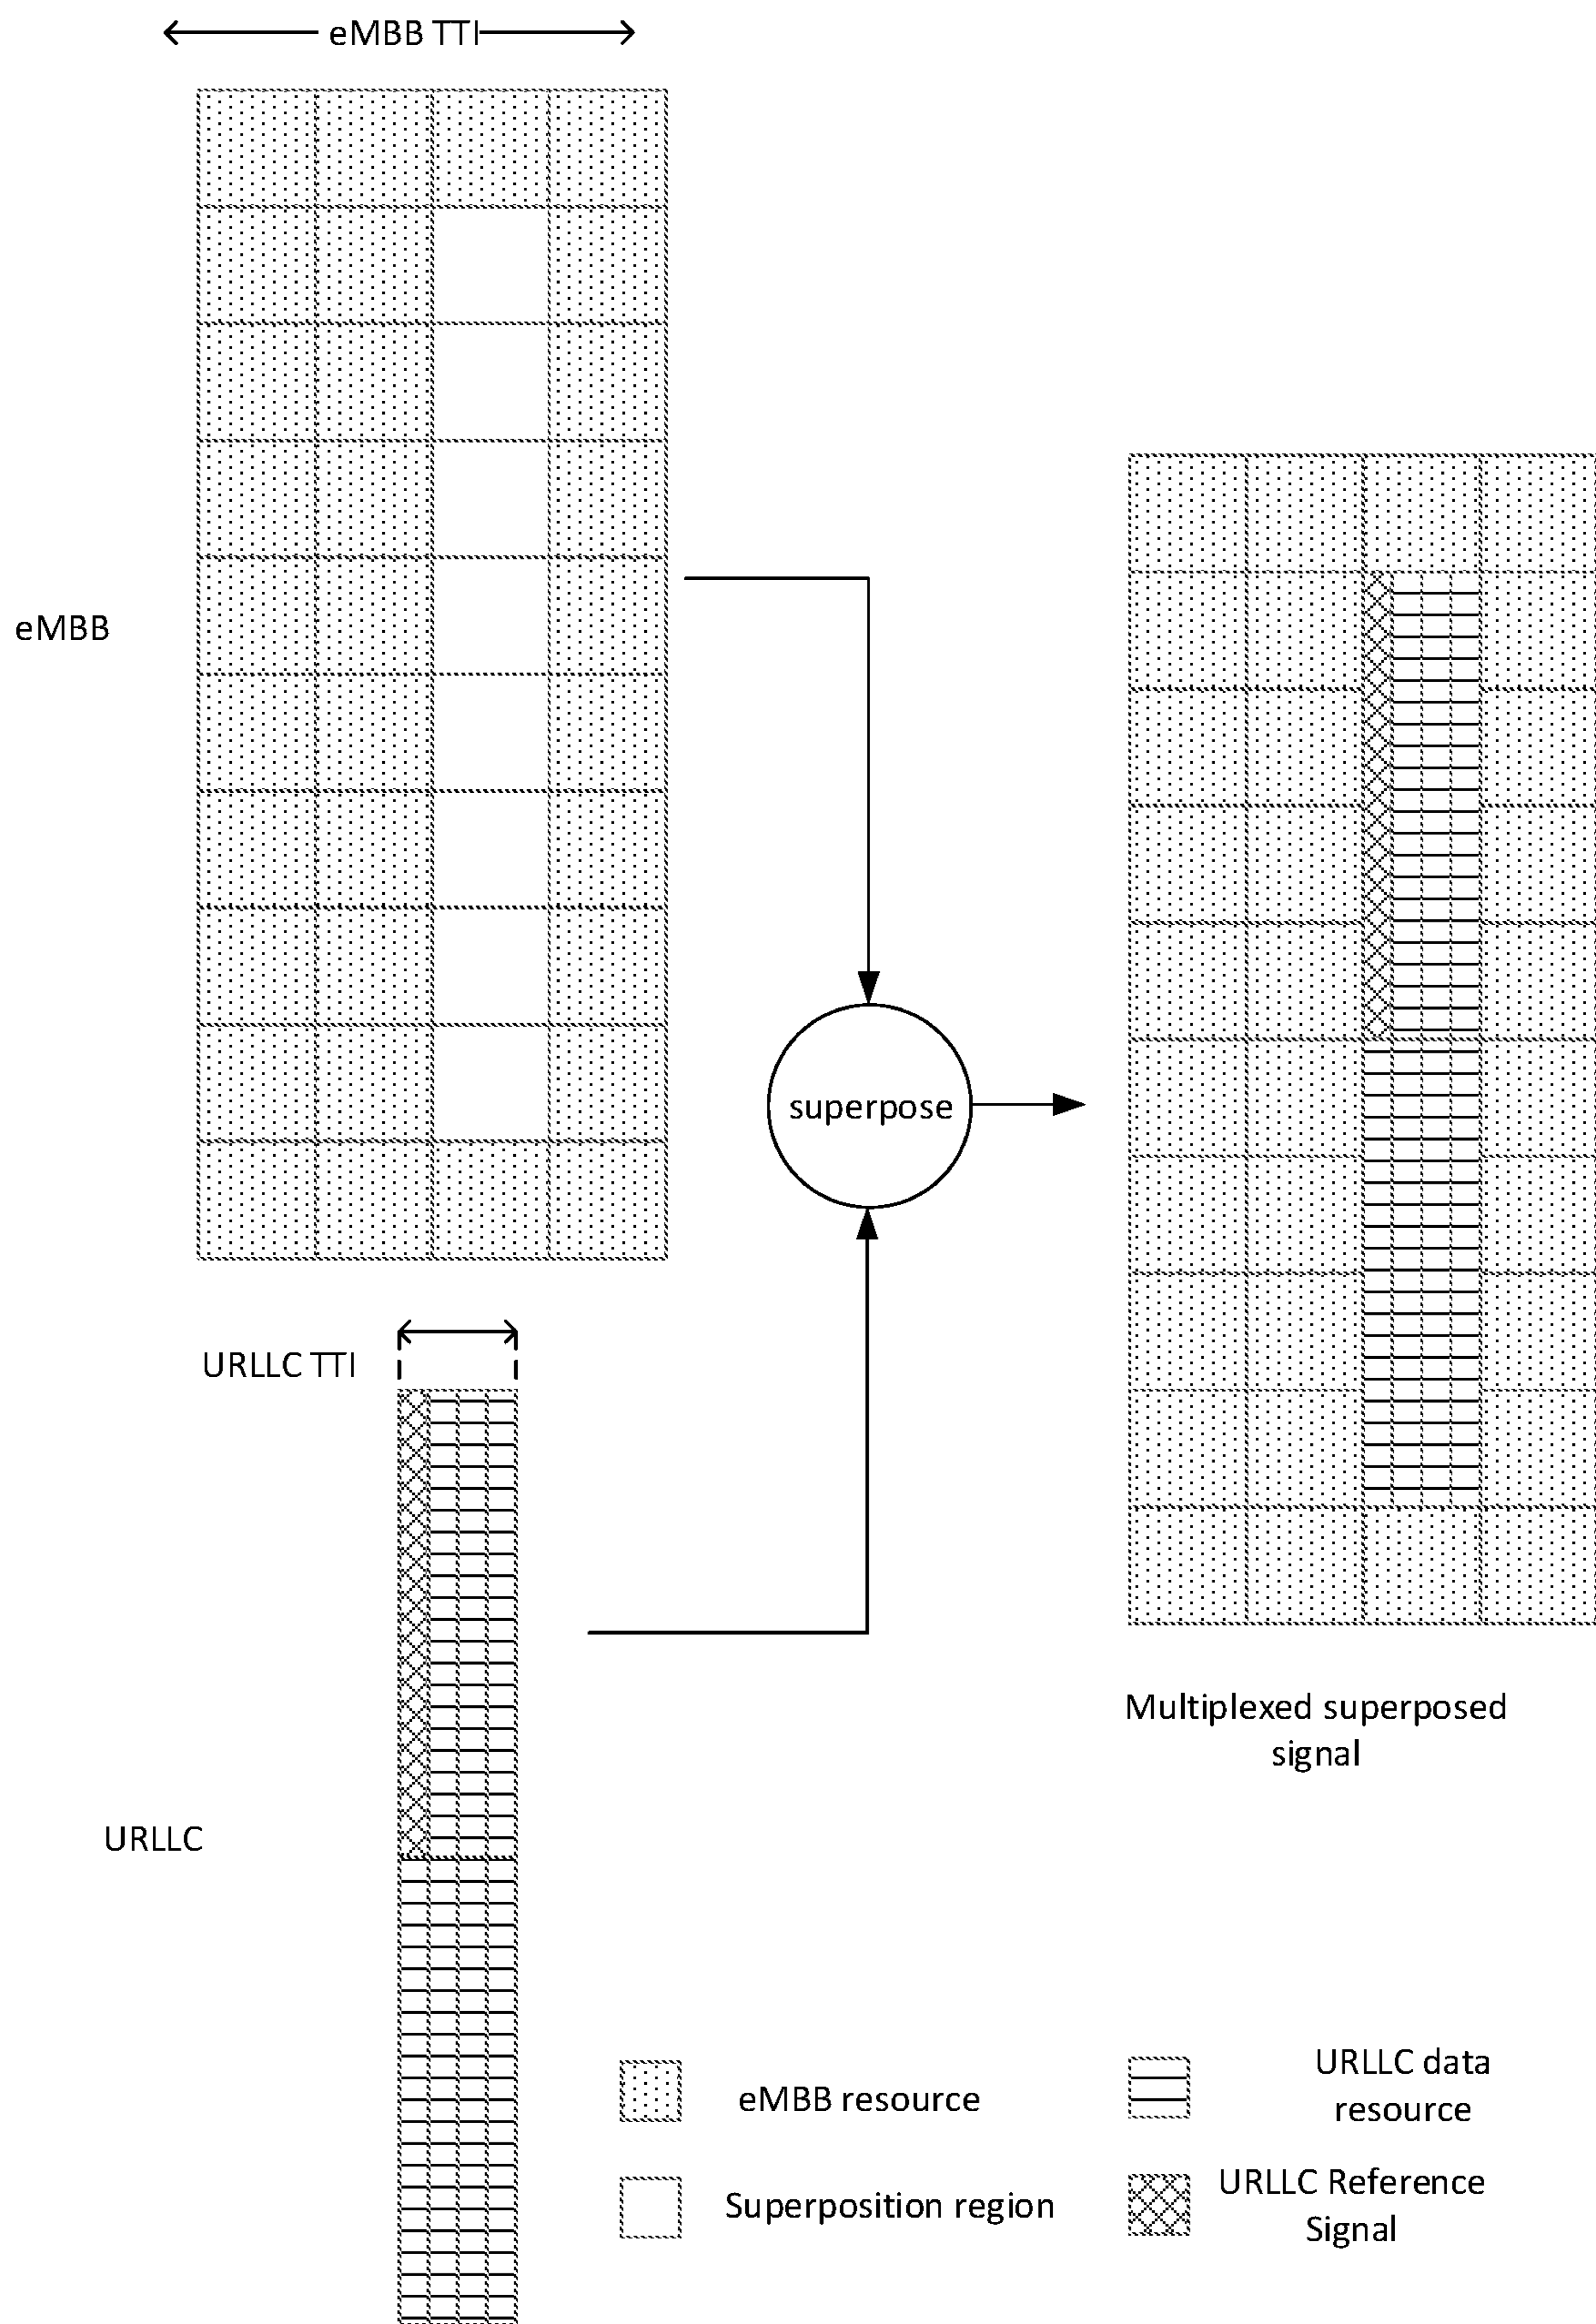 eMBB TTI
eMBB
superpose
URLLC TTI
Multiplexed superposed
signal
URLLC
eMBB resource
URLLC data
resource
Superposition region
URLLC Reference
Signal